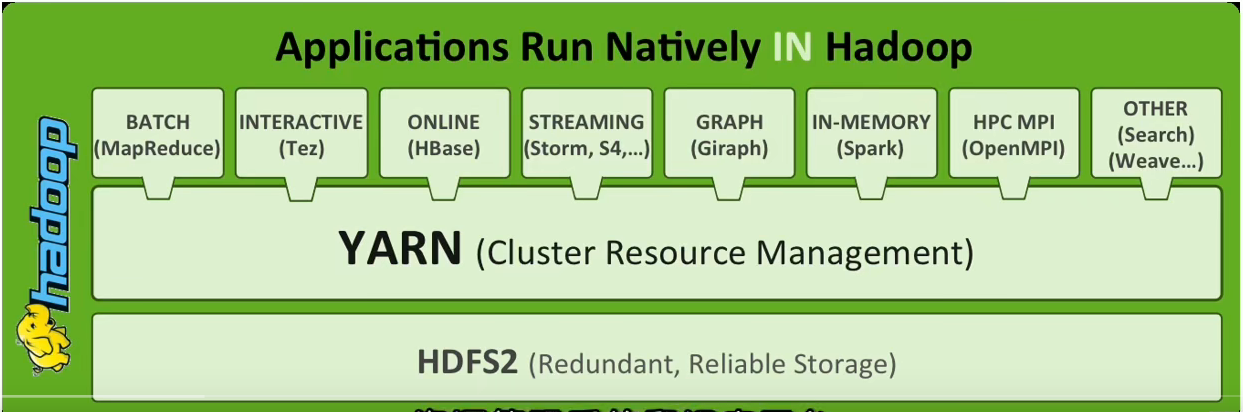 Applications Run Natively IN Hadoop
hadoop
BATCH
(MapReduce)
INTERACTIVE
(Tez)
ONLINE
(HBase)
STREAMING
(Storm, S4,...)
GRAPH
(Giraph)
IN-MEMORY
(Spark)
HPC MPI
(OpenMPI)
OTHER
(Search)
(Weave...)
YARN (Cluster Resource Management)
HDFS2 (Redundant, Reliable Storage)